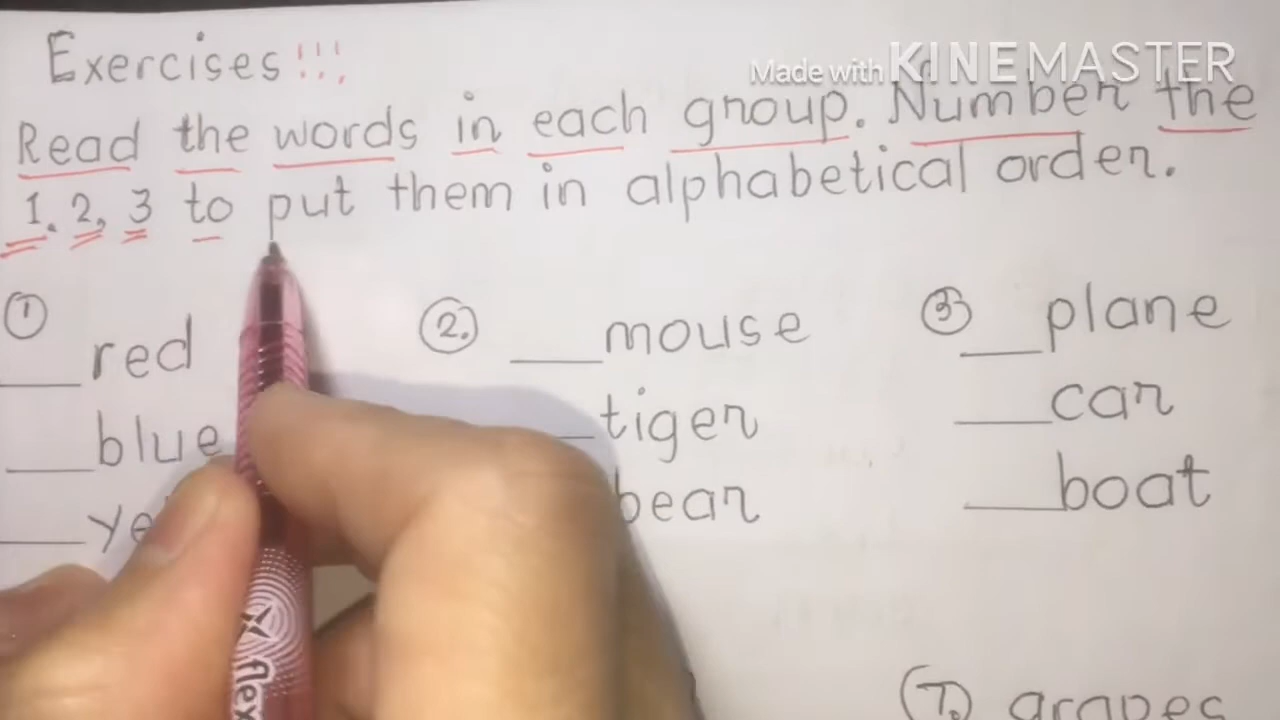 Exercises!!!
Made with KINEMASTER
Read the words in each group. Number the
1. 2, 3 to put them in alphabetical order.
① red
blue
② mouse
tiger
bear
③ plane
car
boat
7. grapes
flex